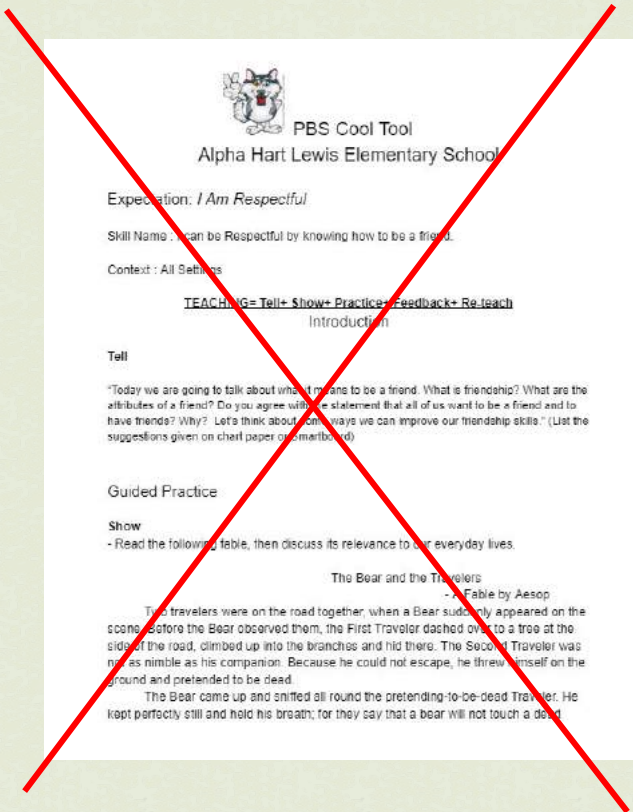 PBS Cool Tool
Alpha Hart Lewis Elementary School
Expectation: I Am Respectful
Skill Name : I can be Respectful by knowing how to be a friend.
Context : All Settings
TEACHING= Tell+ Show+ Practice+ Feedback+ Re-teach
Introduction
Tell
"Today we are going to talk about what it means to be a friend. What is friendship? What are the
attributes of a friend? Do you agree with the statement that all of us want to be a friend and to
have friends? Why? Let's think about some ways we can improve our friendship skills." (List the
suggestions given on chart paper or Smartboard)
Guided Practice
Show
- Read the following fable, then discuss its relevance to our everyday lives.
The Bear and the Travelers
- A Fable by Aesop
Two travelers were on the road together, when a Bear suddenly appeared on the
scene. Before the Bear observed them, the First Traveler dashed over to a tree at the
side of the road, climbed up into the branches and hid there. The Second Traveler was
not as nimble as his companion. Because he could not escape, he threw himself on the
ground and pretended to be dead.
The Bear came up and sniffed all round the pretending-to-be-dead Traveler. He
kept perfectly still and held his breath; for they say that a bear will not touch a dead